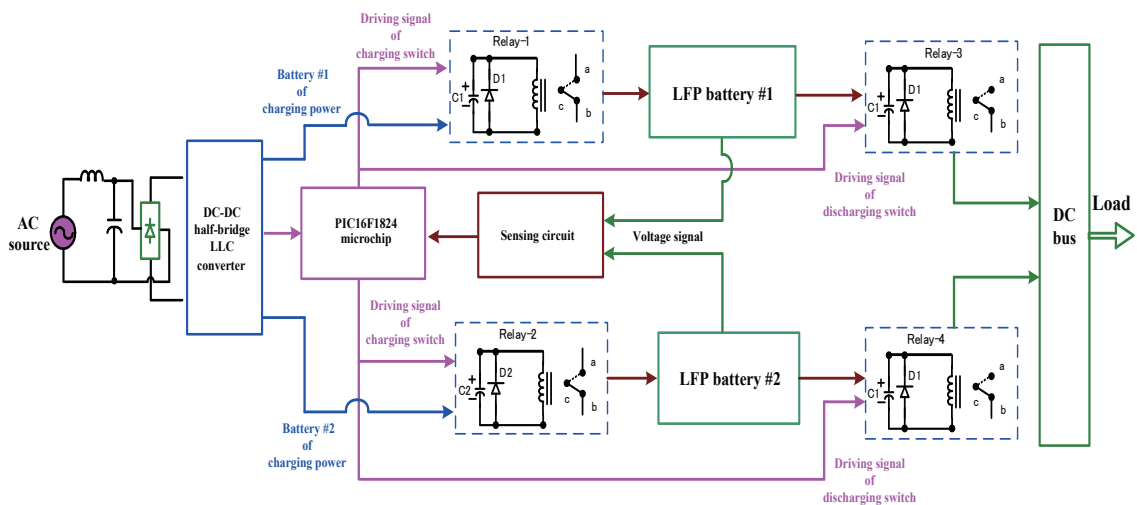 Driving signal
of
charging switch
Relay-1
D1
C1
+
a
b
c
LFP battery #1
Relay-3
D1
C1
+
a
b
c
Battery #1
of
charging power
AC
source
DC-DC
half-bridge
LLC
converter
PIC16F1824
microchip
Sensing circuit
Voltage signal
Driving signal
of
discharging switch
DC
bus
Load
Driving signal
of
charging switch
Relay-2
D2
C2
+
a
b
c
LFP battery #2
Relay-4
D1
C1
+
a
b
c
Battery #2
of
charging power
Driving signal
of
discharging switch